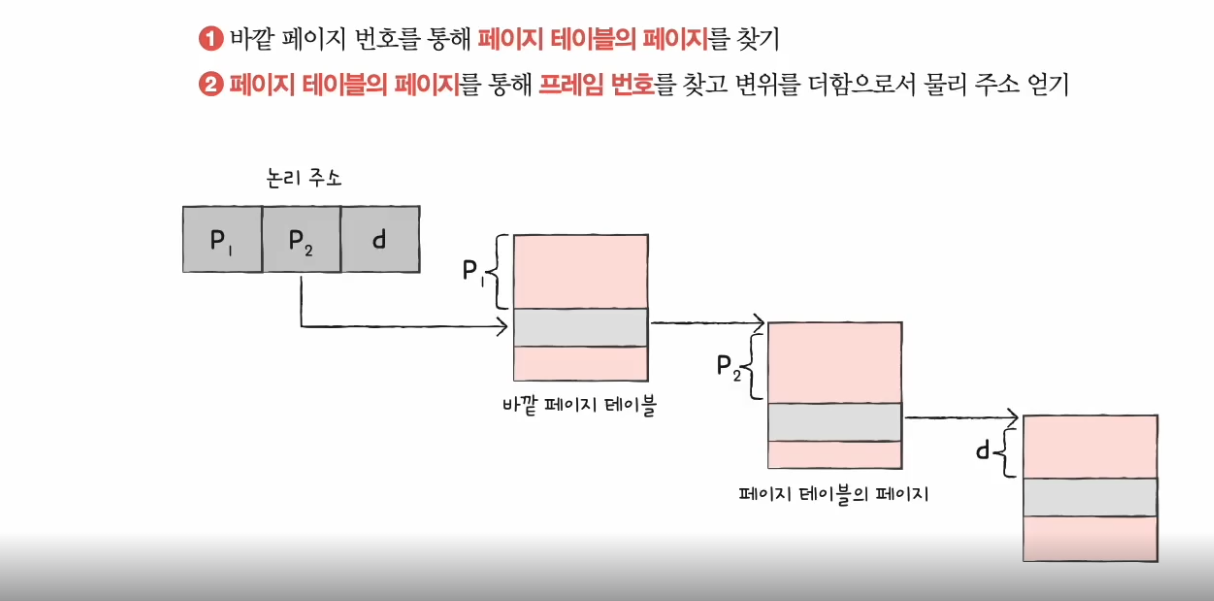 ① 바깥 페이지 번호를 통해 페이지 테이블의 페이지를 찾기
② 페이지 테이블의 페이지를 통해 프레임 번호를 찾고 변위를 더함으로서 물리 주소 얻기
논리 주소
P₁ P₂ d
P₁
바깥 페이지 테이블
P₂
페이지 테이블의 페이지
d